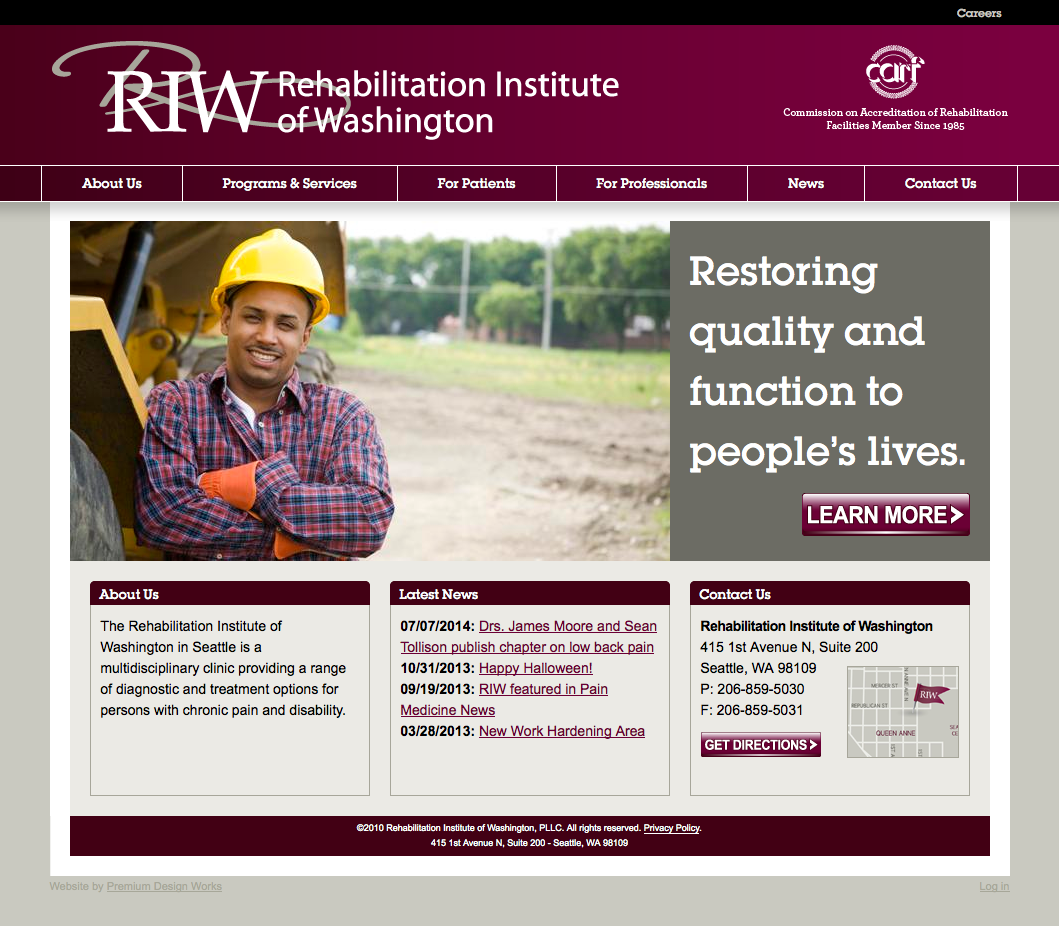 Careers
RIW Rehabilitation Institute
of Washington
carf
Commission on Accreditation of Rehabilitation
Facilities Member Since 1985
About Us Programs & Services For Patients For Professionals News Contact Us
Restoring
quality and
function to
people's lives.
LEARN MORE
About Us
The Rehabilitation Institute of
Washington in Seattle is a
multidisciplinary clinic providing a range
of diagnostic and treatment options for
persons with chronic pain and disability.
Latest News
07/07/2014: Drs. James Moore and Sean
Tollison publish chapter on low back pain
10/31/2013: Happy Halloween!
09/19/2013: RIW featured in Pain
Medicine News
03/28/2013: New Work Hardening Area
Contact Us
Rehabilitation Institute of Washington
415 1st Avenue N, Suite 200
Seattle, WA 98109
P: 206-859-5030
F: 206-859-5031
GET DIRECTIONS
MERCER ST
RIW
REPUBLICAN ST
QUEEN ANNE
©2010 Rehabilitation Institute of Washington, PLLC. All rights reserved. Privacy Policy.
415 1st Avenue N, Suite 200 - Seattle, WA 98109
Website by Premium Design Works
Log in